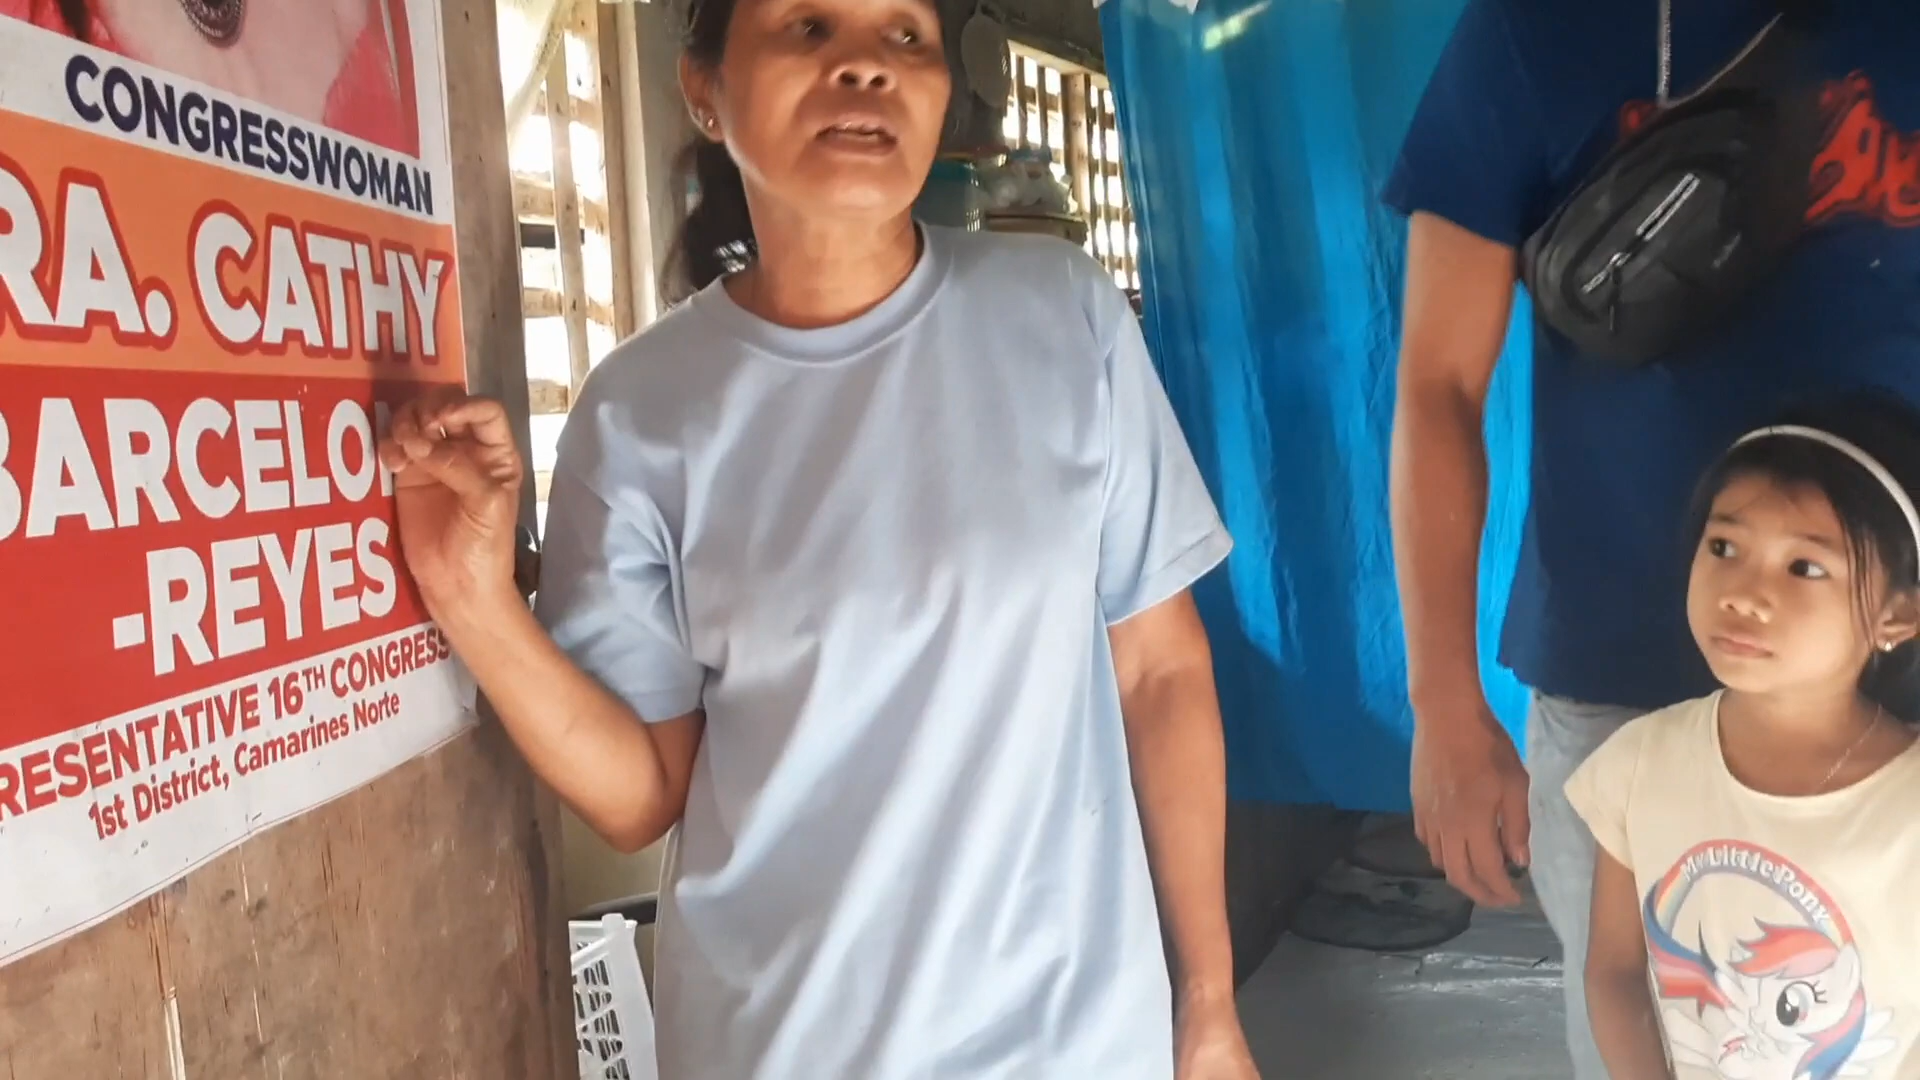 CONGRESSWOMAN
RA. CATHY
BARCELO
-REYES
RESENTATIVE 16TH CONGRESS
1st District, Camarines Norte
My Little Pony